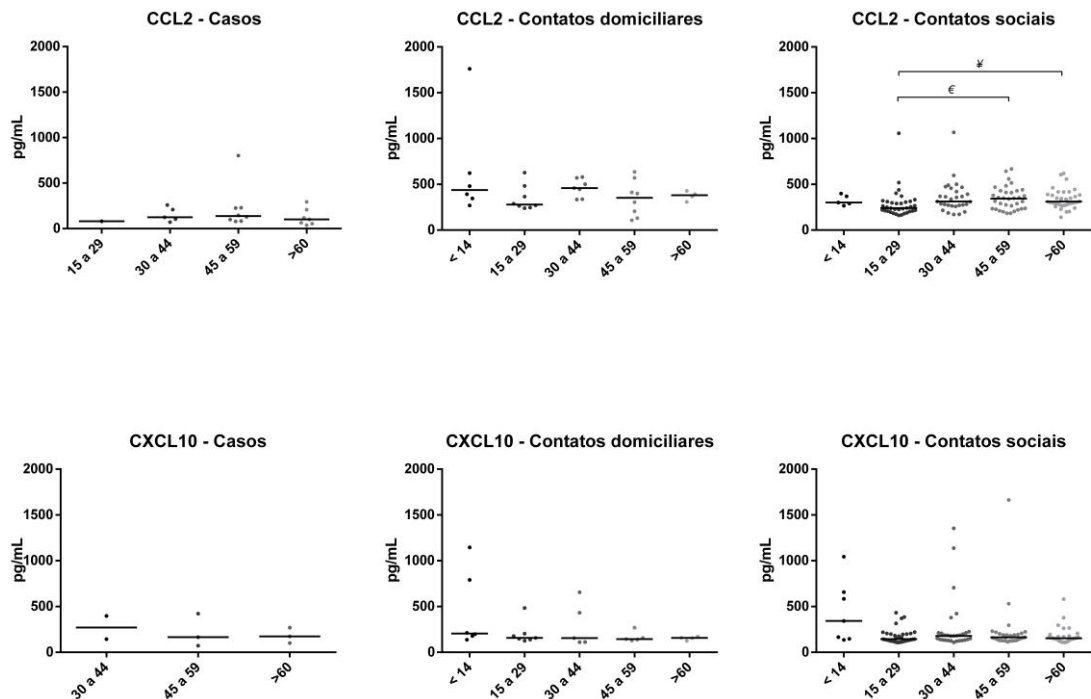 CCL2 - Casos
pg/mL
2000
1500
1000
500
0
15 a 29
30 a 44
45 a 59
>60
CCL2 - Contatos domiciliares
pg/mL
2000
1500
1000
500
0
< 14
15 a 29
30 a 44
45 a 59
>60
CCL2 - Contatos sociais
pg/mL
2000
1500
1000
500
0
¥
€
< 14
15 a 29
30 a 44
45 a 59
>60
CXCL10 - Casos
pg/mL
2000
1500
1000
500
0
30 a 44
45 a 59
>60
CXCL10 - Contatos domiciliares
pg/mL
2000
1500
1000
500
0
< 14
15 a 29
30 a 44
45 a 59
>60
CXCL10 - Contatos sociais
pg/mL
2000
1500
1000
500
0
< 14
15 a 29
30 a 44
45 a 59
>60